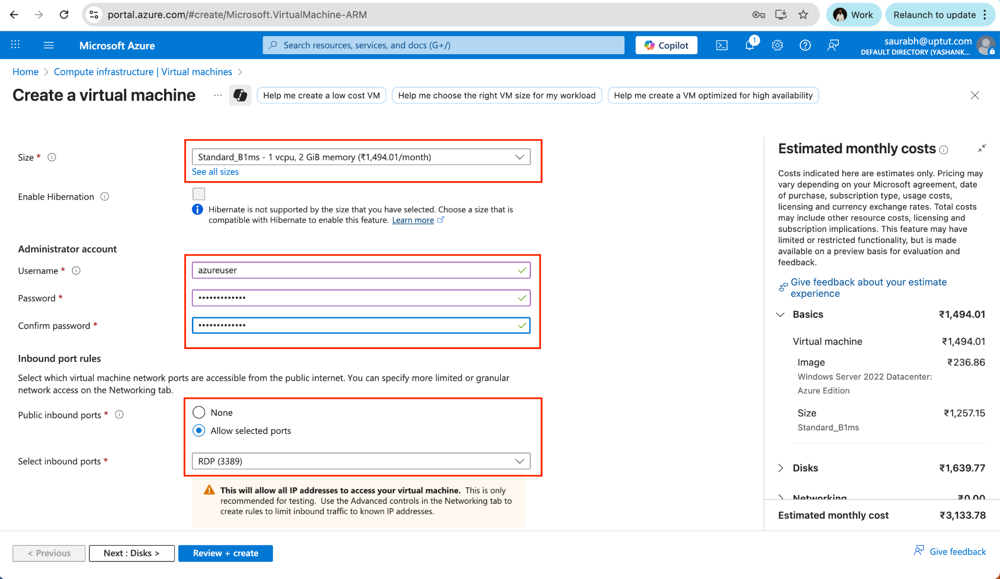 portal.azure.com/#create/Microsoft.VirtualMachine-ARM
Work
Relaunch to update
Microsoft Azure
Search resources, services, and docs (G+/)
Copilot
1
saurabh@uptut.com
DEFAULT DIRECTORY (YASHANK...
Home > Compute infrastructure | Virtual machines >
Create a virtual machine
...
Help me create a low cost VM
Help me choose the right VM size for my workload
Help me create a VM optimized for high availability
Size *
Standard_B1ms - 1 vcpu, 2 GiB memory (₹1,494.01/month)
See all sizes
Enable Hibernation
Hibernate is not supported by the size that you have selected. Choose a size that is
compatible with Hibernate to enable this feature. Learn more
Administrator account
Username *
azureuser
Password *
•••••••••••••
Confirm password *
•••••••••••••
Inbound port rules
Select which virtual machine network ports are accessible from the public internet. You can specify more limited or granular
network access on the Networking tab.
Public inbound ports *
None
Allow selected ports
Select inbound ports *
RDP (3389)
This will allow all IP addresses to access your virtual machine. This is only
recommended for testing. Use the Advanced controls in the Networking tab to
create rules to limit inbound traffic to known IP addresses.
< Previous
Next : Disks >
Review + create
Estimated monthly costs
Costs indicated here are estimates only. Pricing may
vary depending on your Microsoft agreement, date
of purchase, subscription type, usage costs,
licensing and currency exchange rates. Total costs
may include other resource costs, licensing and
subscription implications. This feature may have
limited or restricted functionality, but is made
available on a preview basis for evaluation and
feedback.
Give feedback about your estimate
experience
Basics ₹1,494.01
Virtual machine ₹1,494.01
Image ₹236.86
Windows Server 2022 Datacenter:
Azure Edition
Size ₹1,257.15
Standard_B1ms
Disks ₹1,639.77
Networking ₹0.00
Estimated monthly cost ₹3,133.78
Give feedback